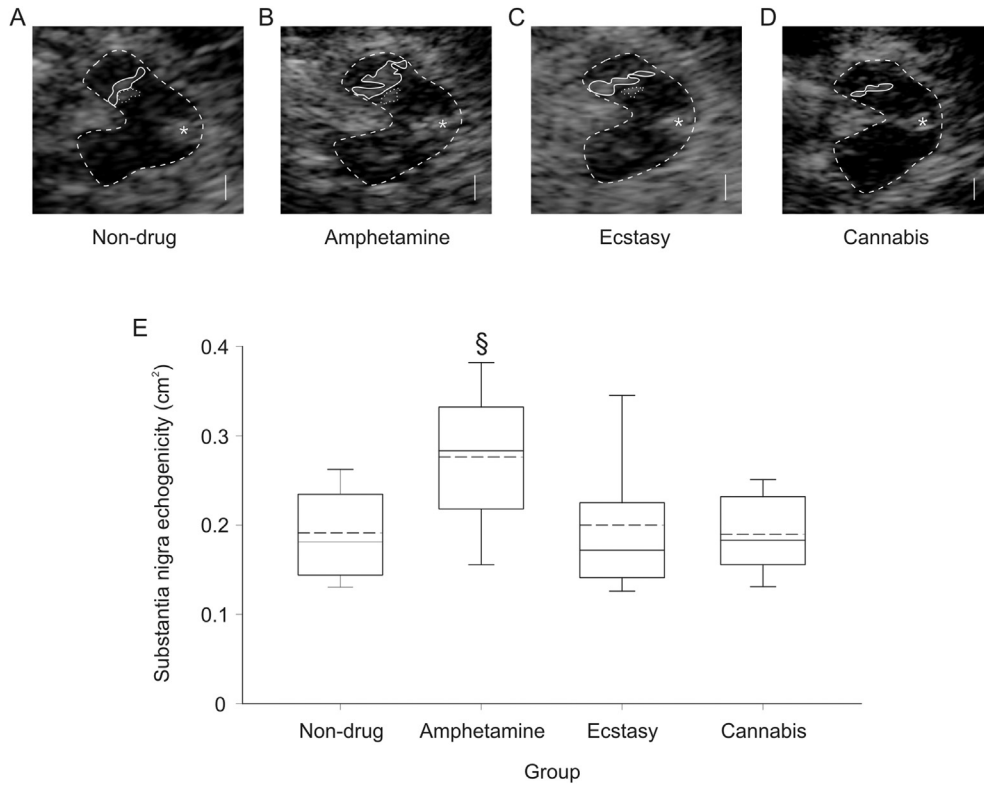 A
B
C
D
*
*
*
*
Non-drug
Amphetamine
Ecstasy
Cannabis
E
Substantia nigra echogenicity (cm²)
0.4
0.3
0.2
0.1
0
§
Non-drug
Amphetamine
Ecstasy
Cannabis
Group